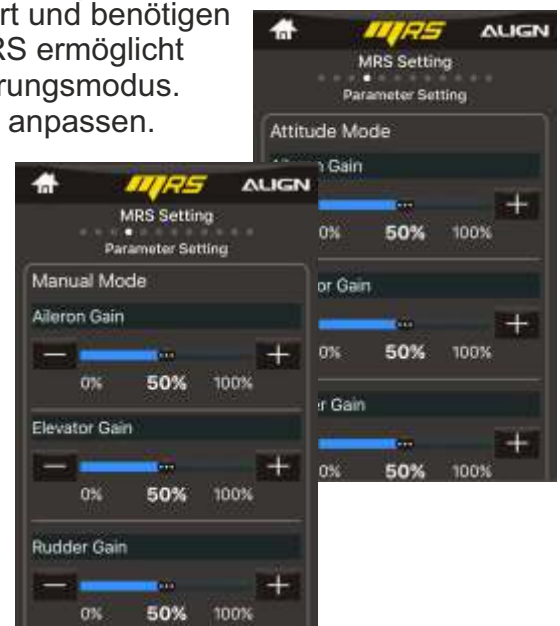 rt und benötigen
RS ermöglicht
rungsmodus.
anpassen.
MRS ALIGN
MRS Setting
Parameter Setting
Attitude Mode
Gain
0% 50% 100%
or Gain
0% 50% 100%
er Gain
0% 50% 100%
MRS ALIGN
MRS Setting
Parameter Setting
Manual Mode
Aileron Gain
0% 50% 100%
Elevator Gain
0% 50% 100%
Rudder Gain
0% 50% 100%